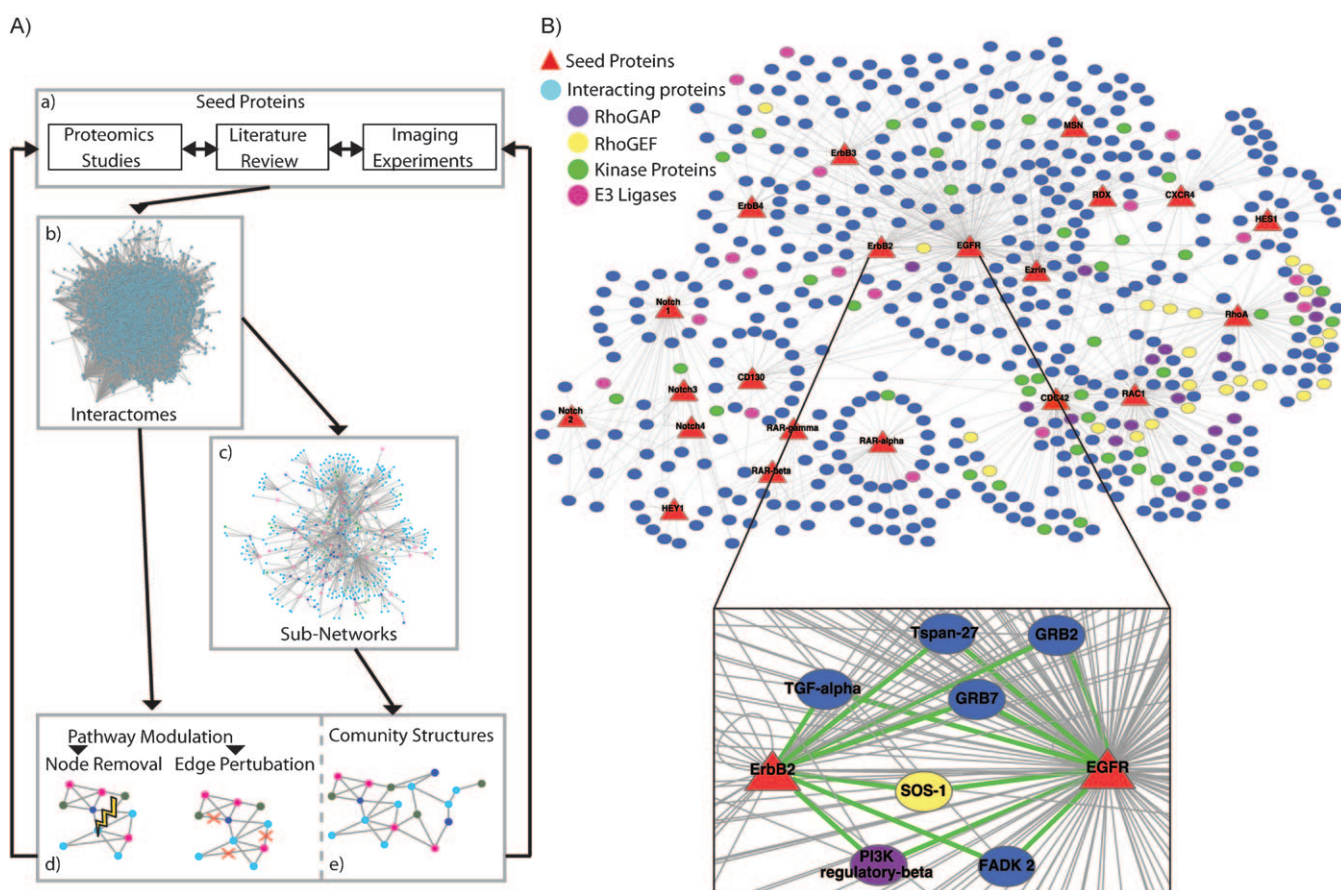 A)
a)
Seed Proteins
Proteomics
Studies
Literature
Review
Imaging
Experiments
b)
Interactomes
c)
Sub-Networks
Pathway Modulation
Node Removal
Edge Pertubation
d)
Comunity Structures
e)
B)
Seed Proteins
Interacting proteins
RhoGAP
RhoGEF
Kinase Proteins
E3 Ligases
MSN
ErbB3
RDX
CXCR4
ErbB4
HES1
ErbB2
EGFR
Ezrin
Notch
1
RhoA
CD130
Notch3
CDC42
RAC1
Notch
2
Notch4
RAR-gamma
RAR-alpha
RAR-beta
HEY1
Tspan-27
GRB2
TGF-alpha
GRB7
ErbB2
EGFR
SOS-1
PI3K
regulatory-beta
FADK 2